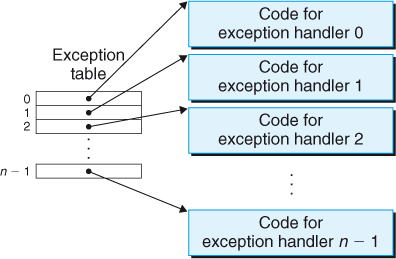 Exception
table
0
1
2
n − 1
Code for
exception handler 0
Code for
exception handler 1
Code for
exception handler 2
Code for
exception handler n − 1